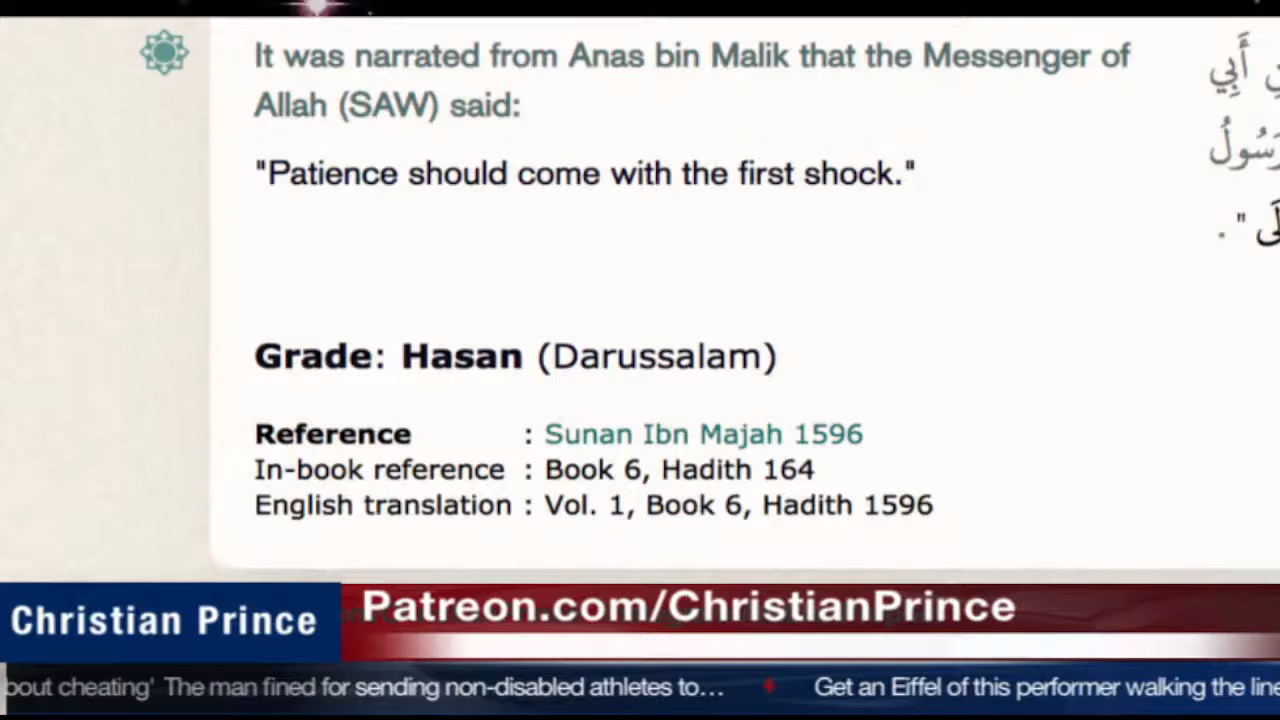 It was narrated from Anas bin Malik that the Messenger of
Allah (SAW) said:
"Patience should come with the first shock."
أَبِي
Grade: Hasan (Darussalam)
Reference : Sunan Ibn Majah 1596
In-book reference : Book 6, Hadith 164
English translation : Vol. 1, Book 6, Hadith 1596
Christian Prince
Patreon.com/ChristianPrince
cheating' The man fined for sending non-disabled athletes to… ♦ Get an Eiffel of this performer walking the